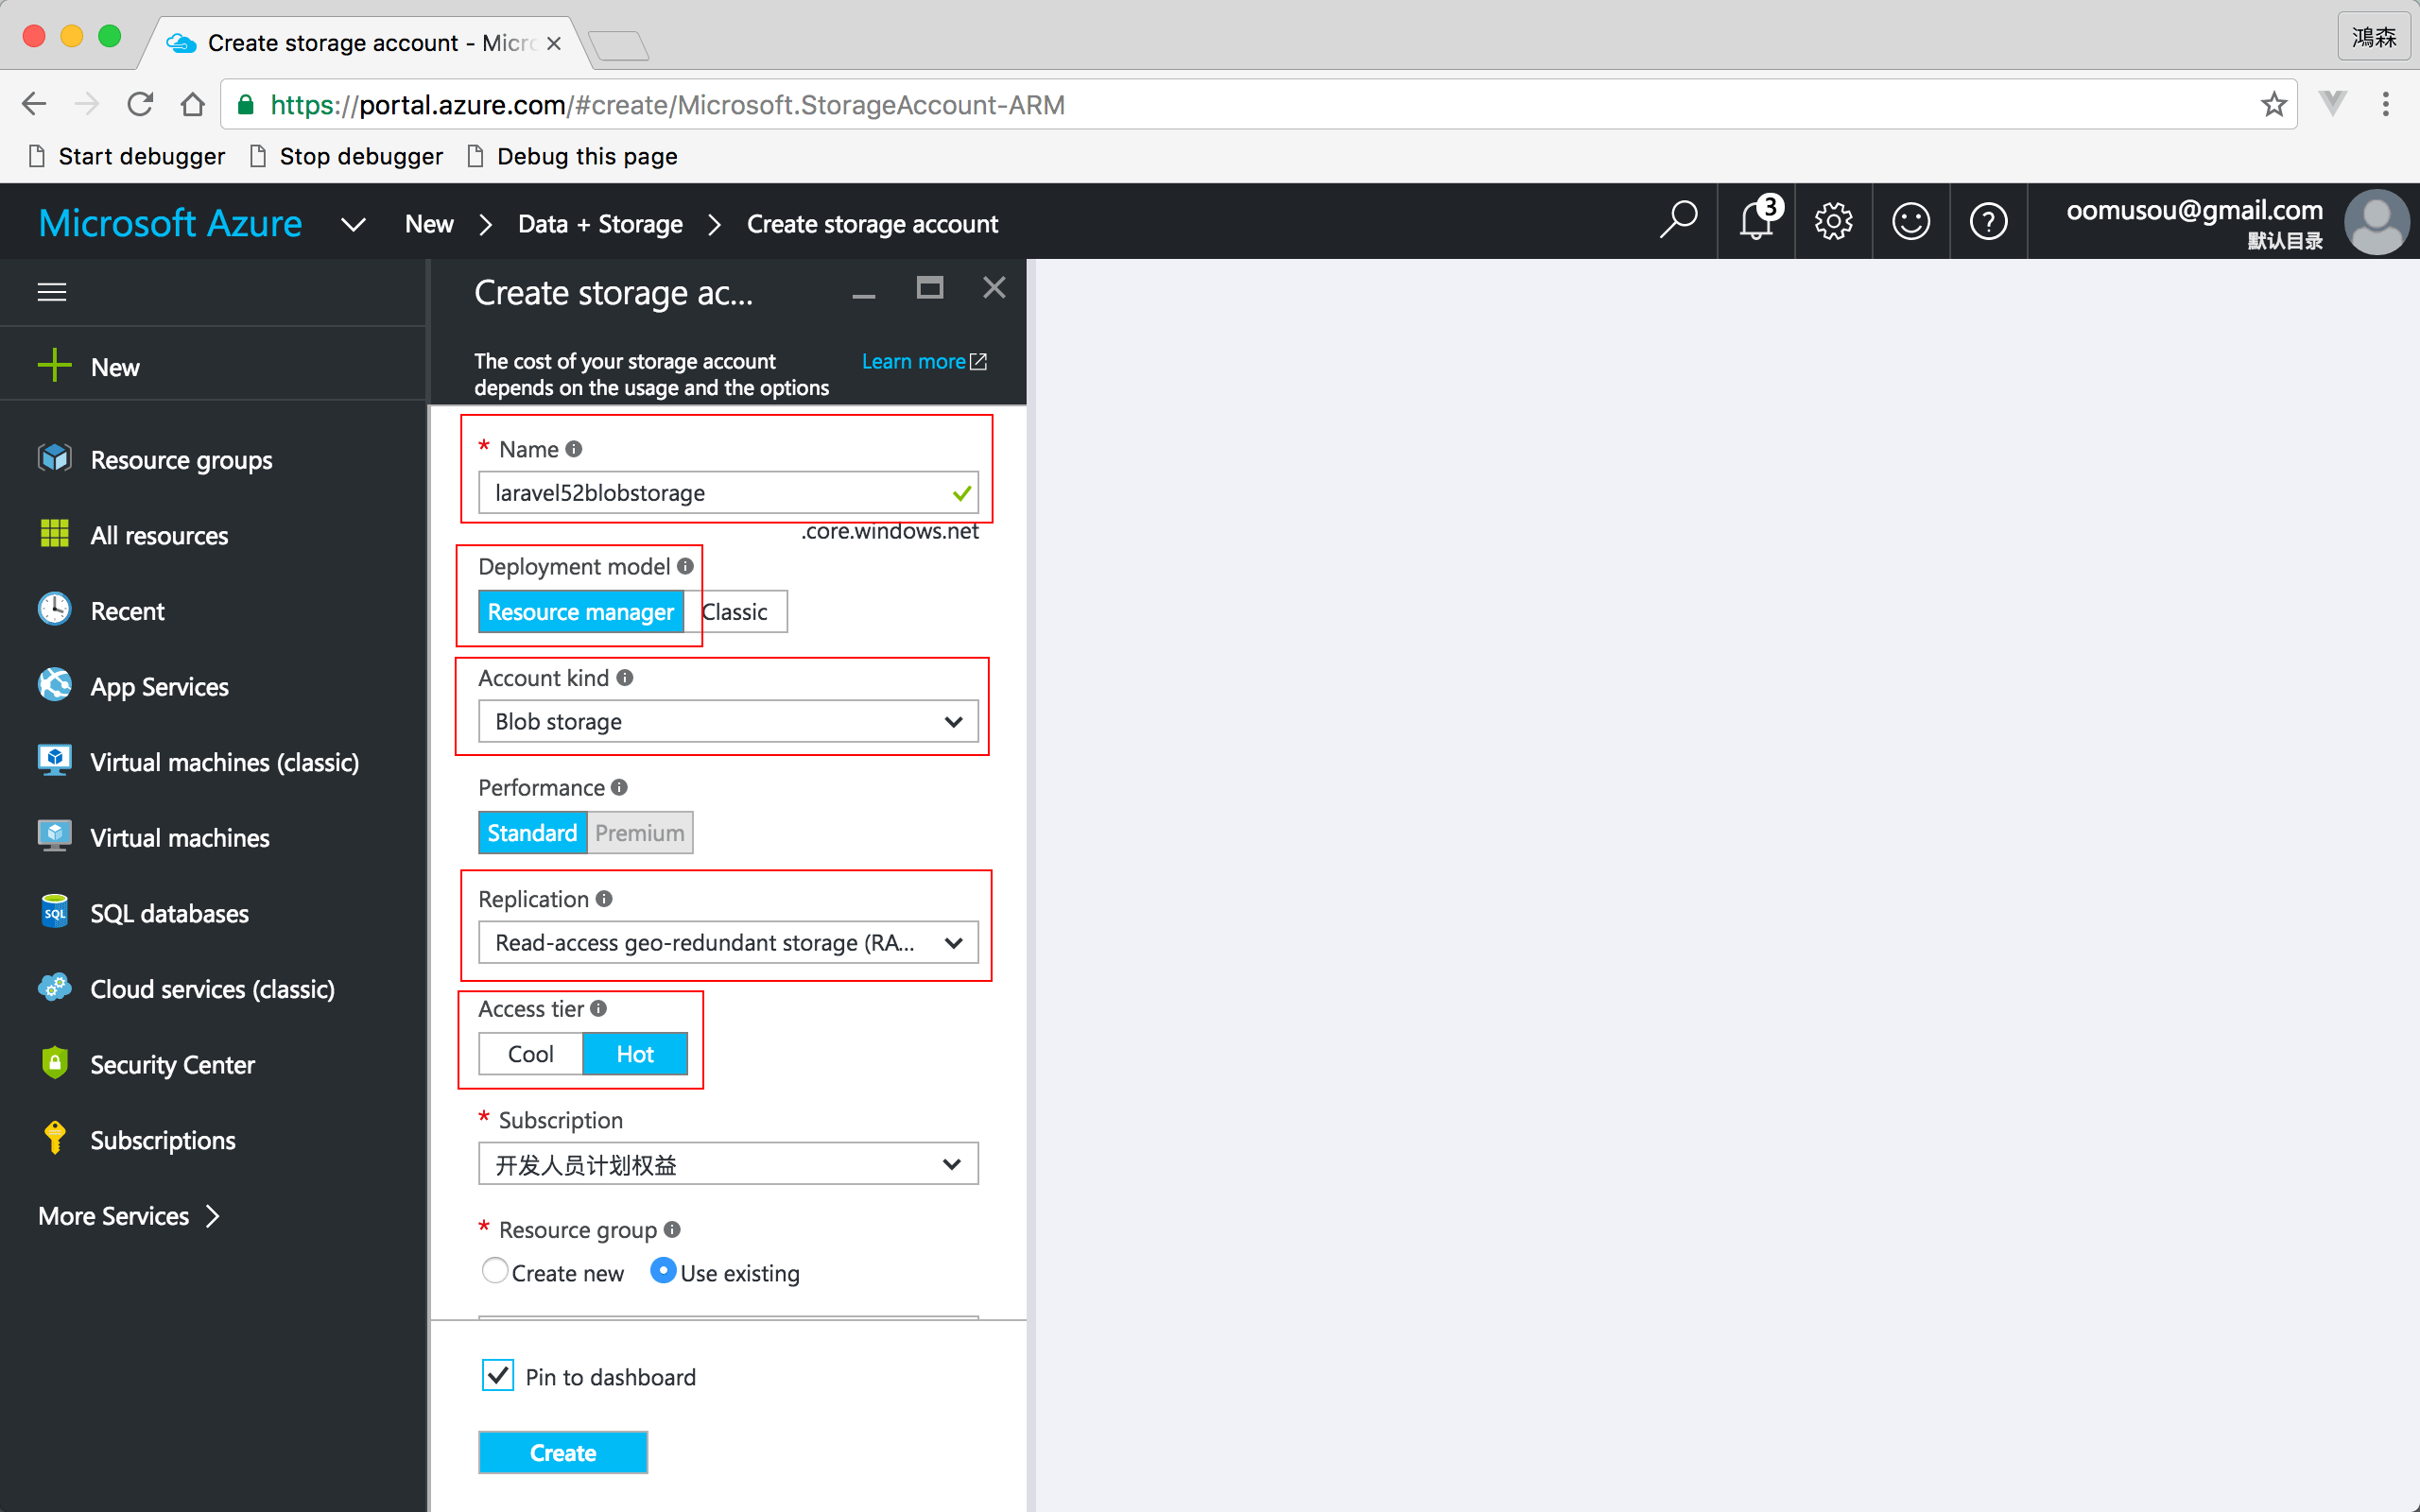 Create storage account - Micro
鴻森
https://portal.azure.com/#create/Microsoft.StorageAccount-ARM
Start debugger Stop debugger Debug this page
Microsoft Azure New Data + Storage Create storage account 3 oomusou@gmail.com
默认目录
Create storage ac...
The cost of your storage account Learn more
depends on the usage and the options
New
Resource groups
All resources
Recent
App Services
Virtual machines (classic)
Virtual machines
SQL databases
SQL
Cloud services (classic)
Security Center
Subscriptions
More Services
* Name
laravel52blobstorage
.core.windows.net
Deployment model
Resource manager Classic
Account kind
Blob storage
Performance
Standard Premium
Replication
Read-access geo-redundant storage (RA...
Access tier
Cool Hot
* Subscription
开发人员计划权益
* Resource group
Create new Use existing
Pin to dashboard
Create